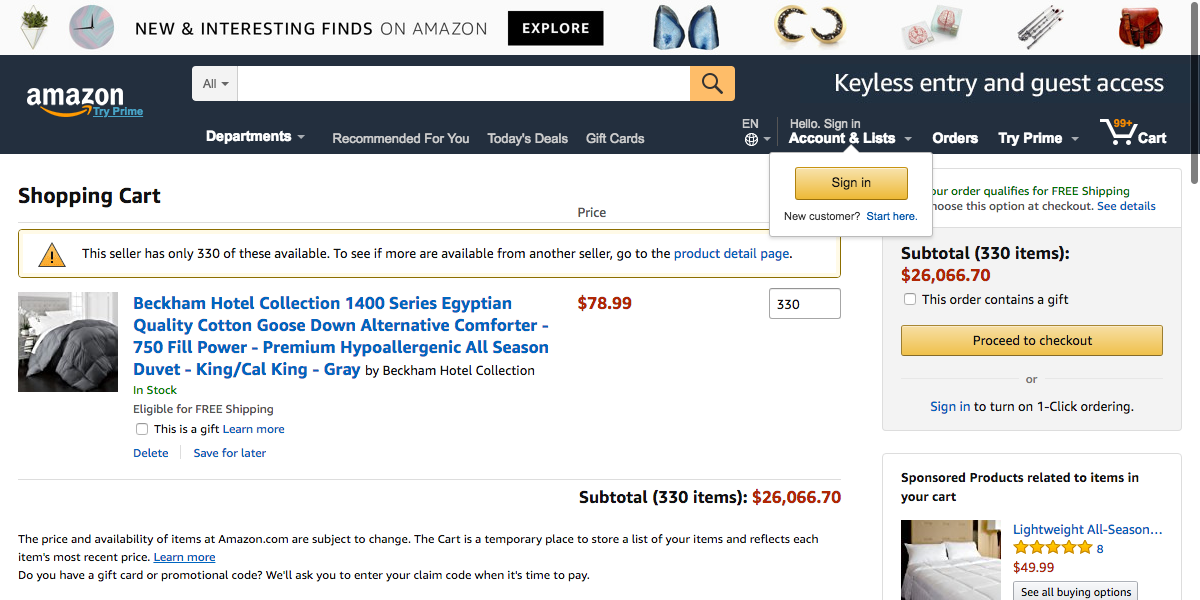 NEW & INTERESTING FINDS ON AMAZON EXPLORE
All
Keyless entry and guest access
amazon
Try Prime
Departments Recommended For You Today's Deals Gift Cards
EN
Hello. Sign in
Account & Lists
Orders Try Prime
99+
Cart
Sign in
New customer? Start here.
Shopping Cart
Price
This seller has only 330 of these available. To see if more are available from another seller, go to the product detail page.
Beckham Hotel Collection 1400 Series Egyptian
Quality Cotton Goose Down Alternative Comforter -
750 Fill Power - Premium Hypoallergenic All Season
Duvet - King/Cal King - Gray by Beckham Hotel Collection
$78.99
330
In Stock
Eligible for FREE Shipping
This is a gift Learn more
Delete Save for later
Subtotal (330 items): $26,066.70
The price and availability of items at Amazon.com are subject to change. The Cart is a temporary place to store a list of your items and reflects each
item's most recent price. Learn more
Do you have a gift card or promotional code? We'll ask you to enter your claim code when it's time to pay.
order qualifies for FREE Shipping
this option at checkout. See details
Subtotal (330 items):
$26,066.70
This order contains a gift
Proceed to checkout
or
Sign in to turn on 1-Click ordering.
Sponsored Products related to items in
your cart
Lightweight All-Season...
8
$49.99
See all buying options